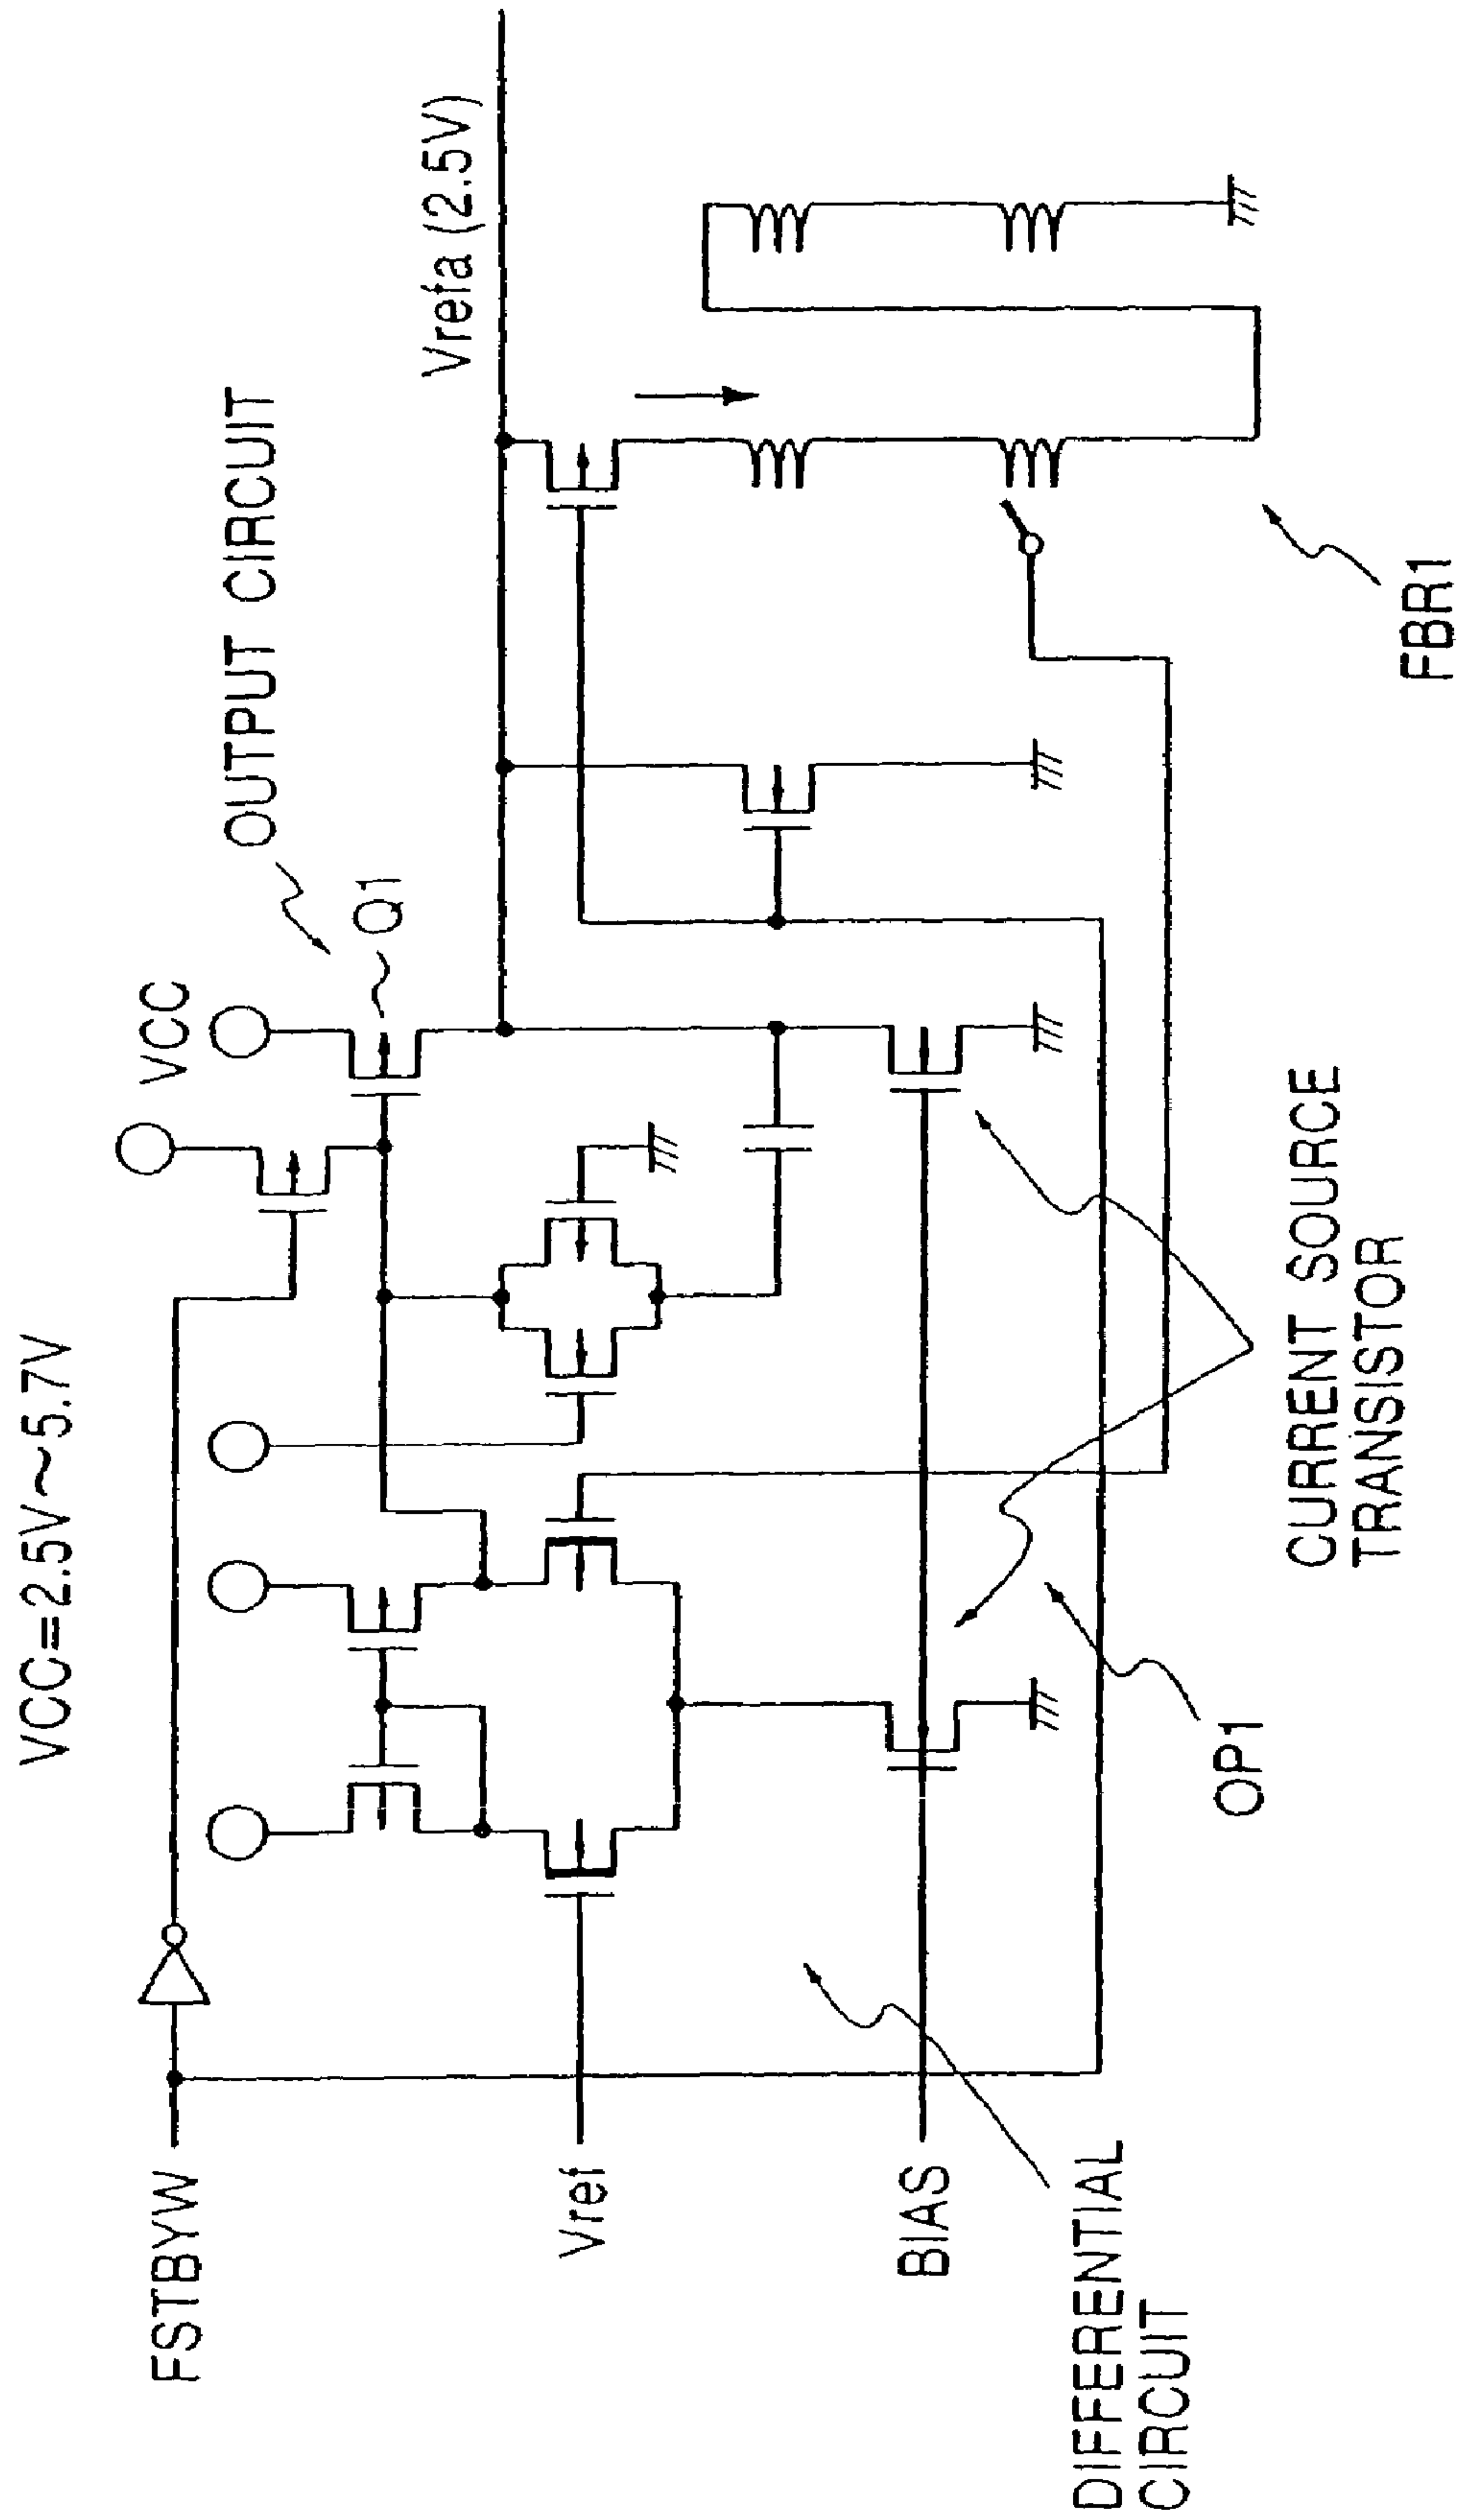 VCC=2.5V~5.7V
VCC
OUTPUT CIRCUIT
Q1
Vrefa (2.5V)
FSTBYW
Vref
BIAS
DIFFERENTIAL
CIRCUIT
OP1
CURRENT SOURCE
TRANSISTOR
FBR1